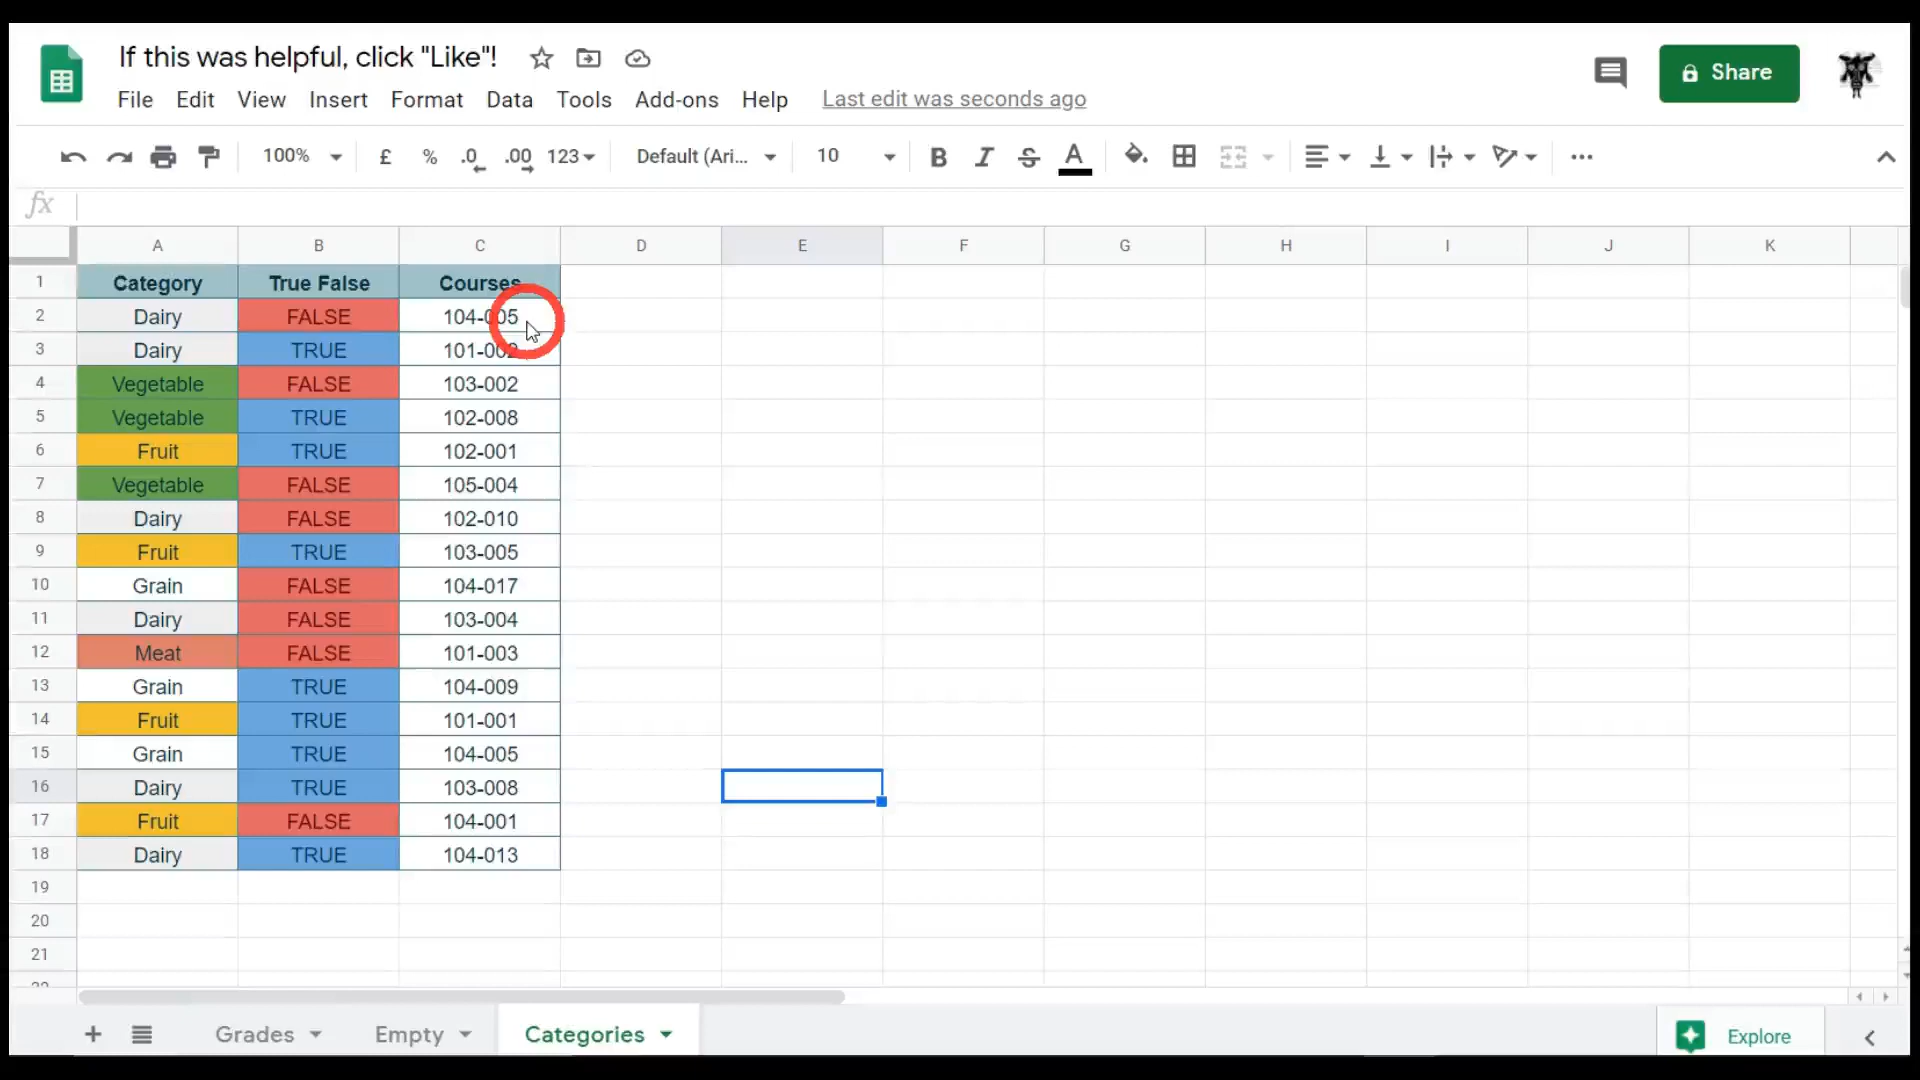 If this was helpful, click "Like"!
File Edit View Insert Format Data Tools Add-ons Help Last edit was seconds ago
Share
100% £ % .0 .00 123 Default (Ari... 10 B I S A ...
fx
A B C D E F G H I J K
1 Category True False Courses
2 Dairy FALSE 104-005
3 Dairy TRUE 101-002
4 Vegetable FALSE 103-002
5 Vegetable TRUE 102-008
6 Fruit TRUE 102-001
7 Vegetable FALSE 105-004
8 Dairy FALSE 102-010
9 Fruit TRUE 103-005
10 Grain FALSE 104-017
11 Dairy FALSE 103-004
12 Meat FALSE 101-003
13 Grain TRUE 104-009
14 Fruit TRUE 101-001
15 Grain TRUE 104-005
16 Dairy TRUE 103-008
17 Fruit FALSE 104-001
18 Dairy TRUE 104-013
19
20
21
Grades Empty Categories Explore